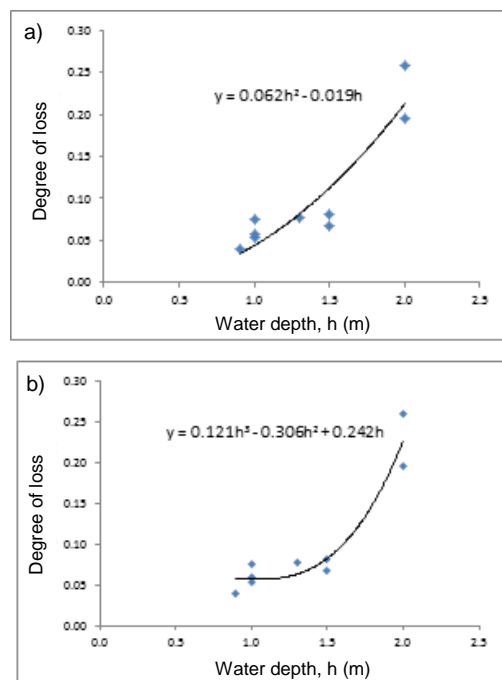 a)
0.30
0.25
0.20
0.15
0.10
0.05
0.00
Degree of loss
y = 0.062h² - 0.019h
0.0 0.5 1.0 1.5 2.0 2.5
Water depth, h (m)
b)
0.30
0.25
0.20
0.15
0.10
0.05
0.00
Degree of loss
y = 0.121h³ - 0.306h² + 0.242h
0.0 0.5 1.0 1.5 2.0 2.5
Water depth, h (m)